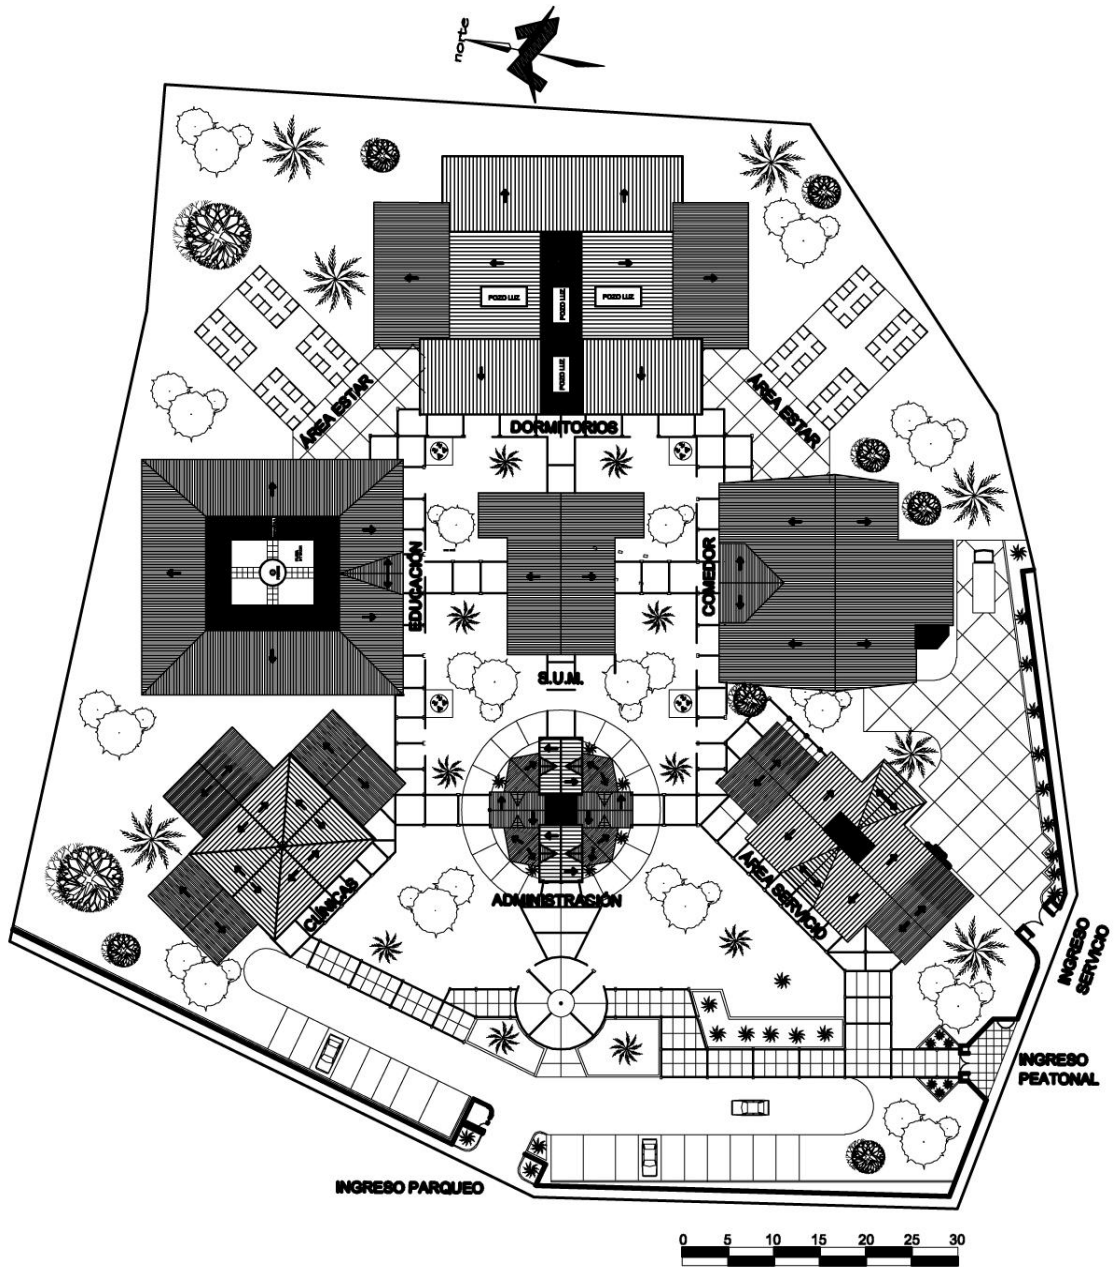 norte
POZO LUZ
POZO LUZ
POZO LUZ
POZO LUZ
ÁREA ESTAR
ÁREA ESTAR
DORMITORIOS
EDUCACIÓN
COMEDOR
S.U.M.
CLÍNICAS
ADMINISTRACIÓN
ÁREA SERVICIO
INGRESO
SERVICIO
INGRESO
PEATONAL
INGRESO PARQUEO
0 5 10 15 20 25 30